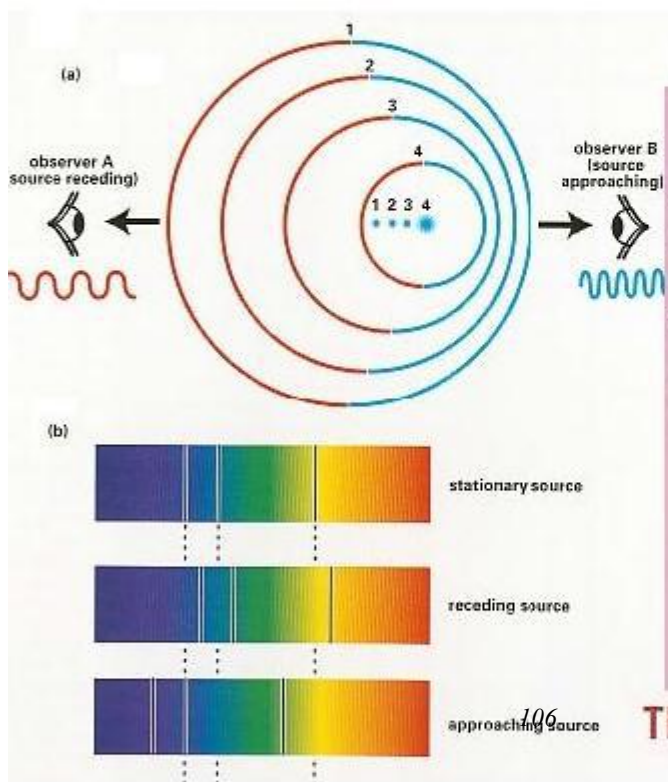 1
(a)
2
3
4
observer A
(source receding)
observer B
(source
approaching)
1 2 3 4
(b)
stationary source
receding source
approaching source
106
T